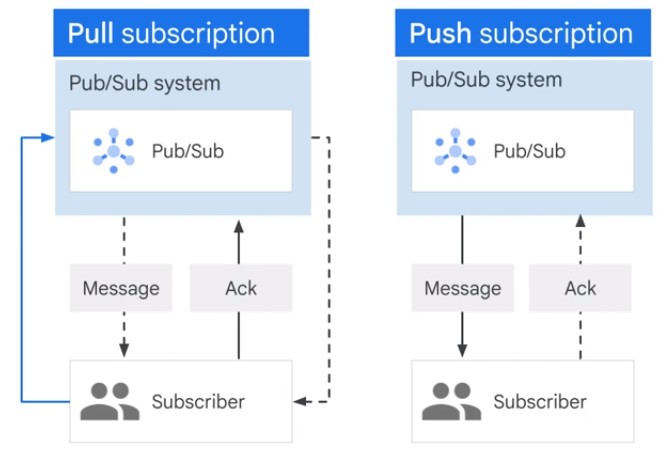 Pull subscription
Pub/Sub system
Pub/Sub
Message
Ack
Subscriber
Push subscription
Pub/Sub system
Pub/Sub
Message
Ack
Subscriber